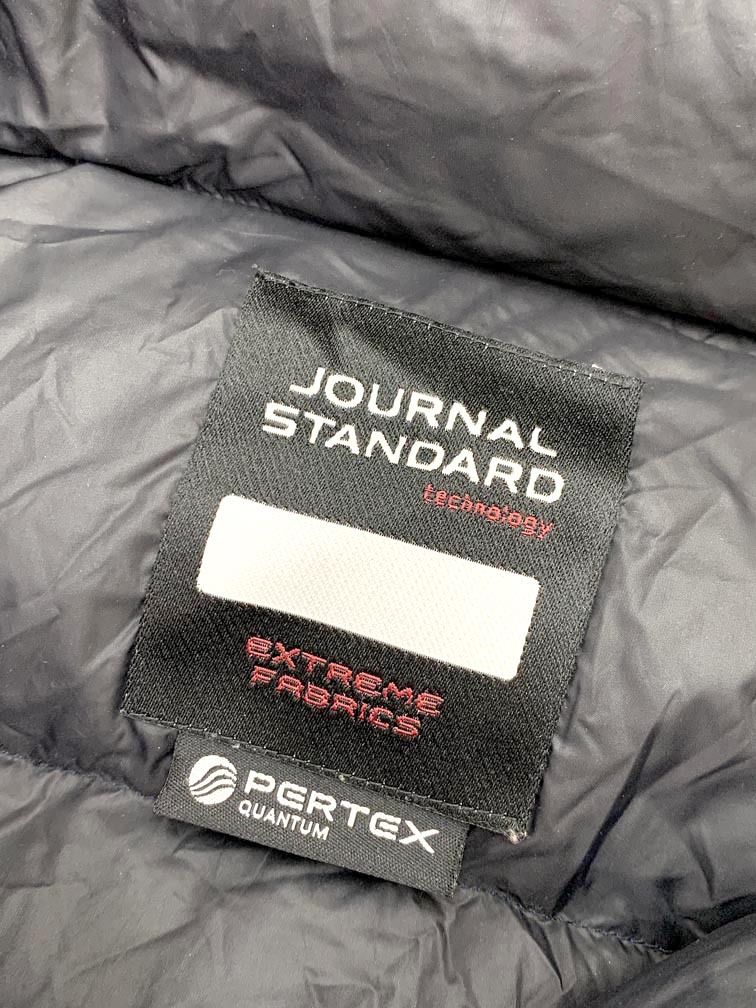 JOURNAL
STANDARD
technology
EXTREME
FABRICS
PERTEX
QUANTUM